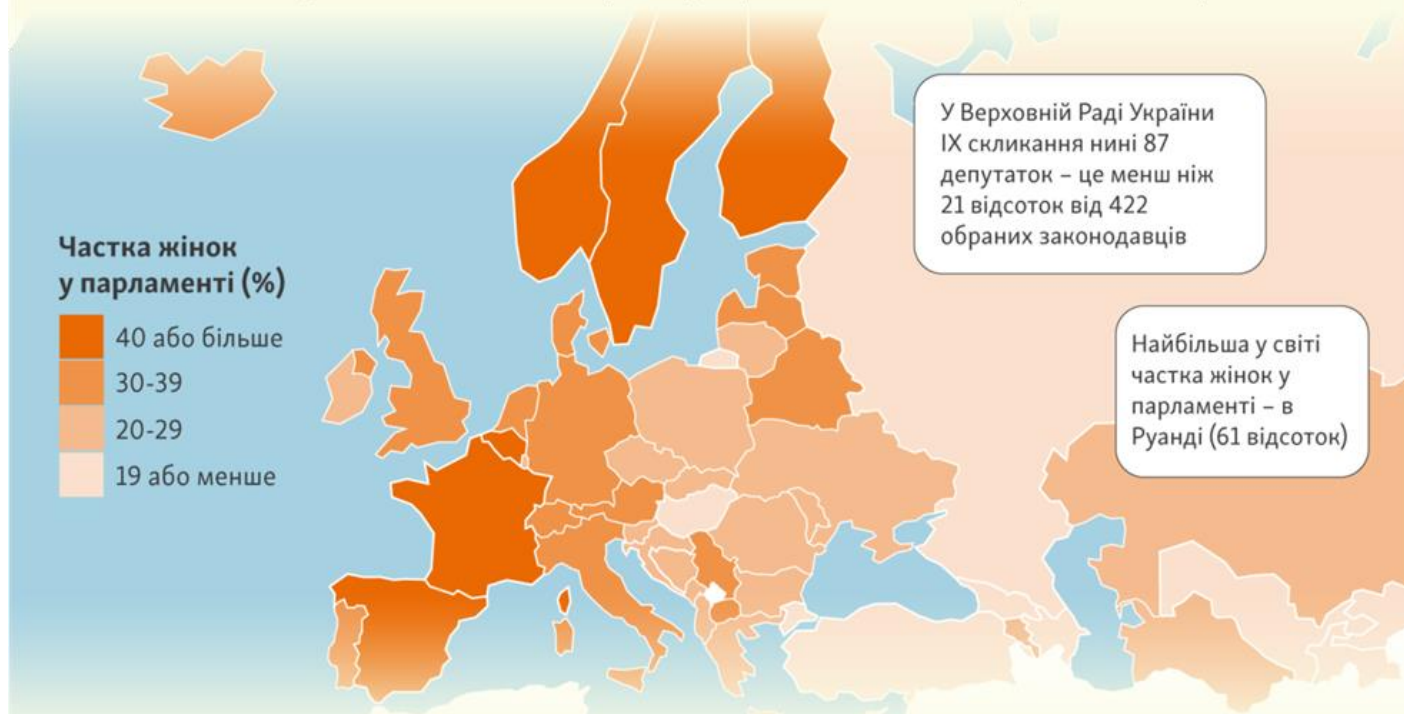 У Верховній Раді України
IX скликання нині 87
депутаток – це менш ніж
21 відсоток від 422
обраних законодавців
Частка жінок
у парламенті (%)
40 або більше
30-39
20-29
19 або менше
Найбільша у світі
частка жінок у
парламенті – в
Руанді (61 відсоток)